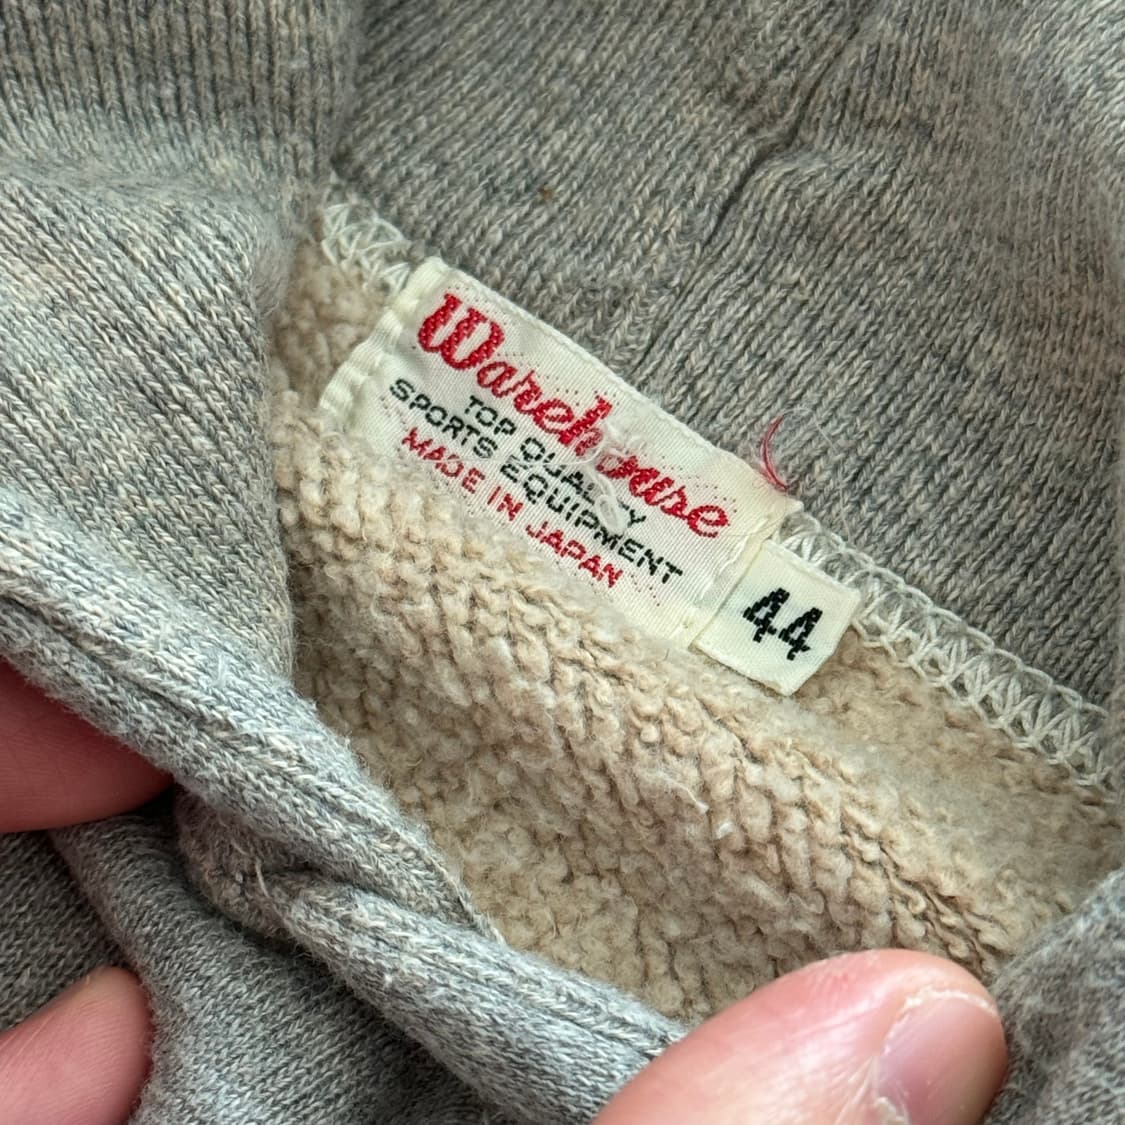 Warehouse
TOP QUALITY
SPORTS EQUIPMENT
MADE IN JAPAN
44